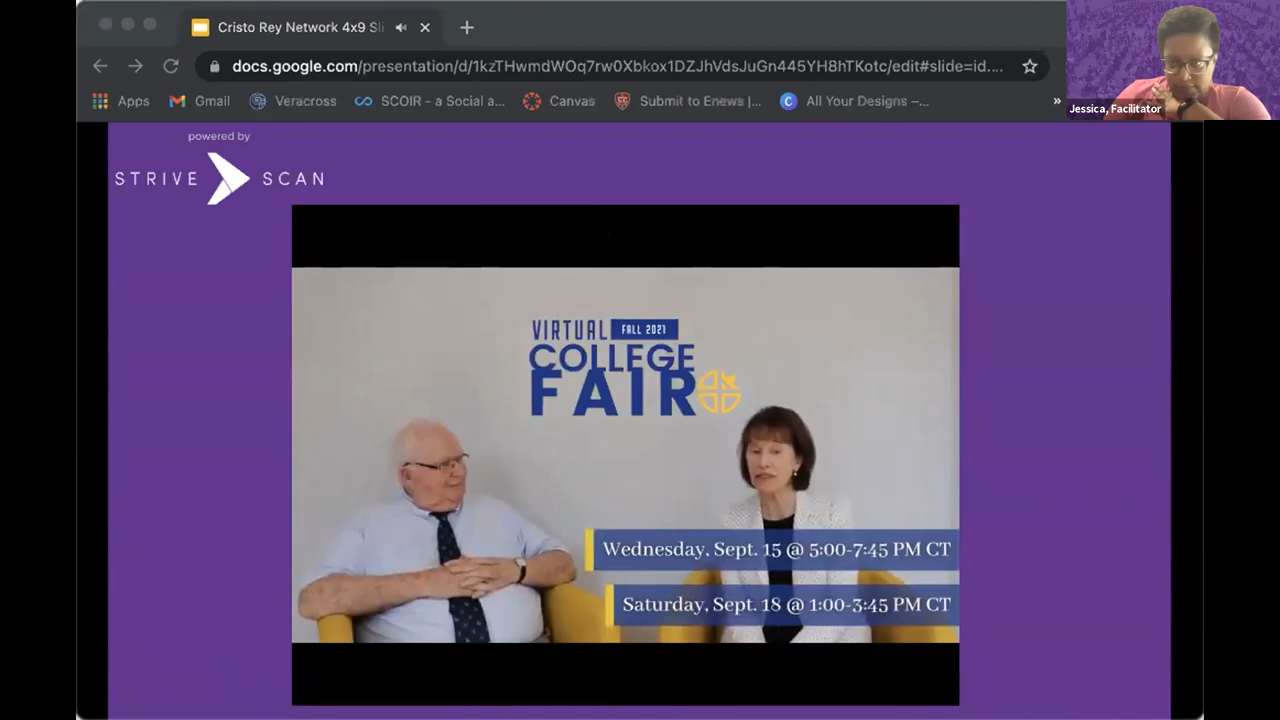 Cristo Rey Network 4x9 Sli
docs.google.com/presentation/d/1kzTHwmdWOq7rw0Xbkox1DZJhVdsJuGn445YH8hTKotc/edit#slide=id....
Apps Gmail Veracross SCOIR - a Social a... Canvas Submit to Enews |... All Your Designs –... »
Jessica, Facilitator
powered by
STRIVE SCAN
VIRTUAL FALL 2021
COLLEGE
FAIR
Wednesday, Sept. 15 @ 5:00-7:45 PM CT
Saturday, Sept. 18 @ 1:00-3:45 PM CT